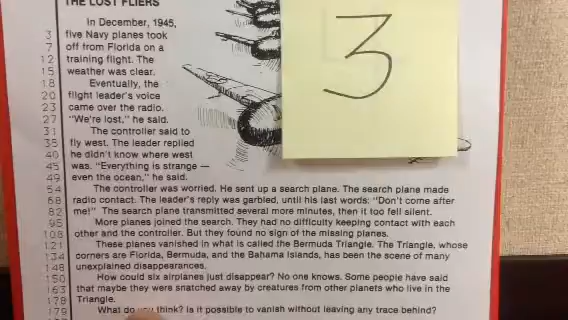 THE LOST FLIERS
3
In December, 1945,
3 five Navy planes took
7 off from Florida on a
12 training flight. The
15 weather was clear.
18 Eventually, the
20 flight leader's voice
23 came over the radio.
27 "We're lost," he said.
31 The controller said to
35 fly west. The leader replied
40 he didn't know where west
45 was. "Everything is strange —
49 even the ocean," he said.
54 The controller was worried. He sent up a search plane. The search plane made
68 radio contact. The leader's reply was garbled, until his last words: "Don't come after
82 me!" The search plane transmitted several more minutes, then it too fell silent.
95 More planes joined the search. They had no difficulty keeping contact with each
108 other and the controller. But they found no sign of the missing planes.
121 These planes vanished in what is called the Bermuda Triangle. The Triangle, whose
134 corners are Florida, Bermuda, and the Bahama Islands, has been the scene of many
148 unexplained disappearances.
150 How could six airplanes just disappear? No one knows. Some people have said
163 that maybe they were snatched away by creatures from other planets who live in the
178 Triangle.
179 What do you think? Is it possible to vanish without leaving any trace behind?